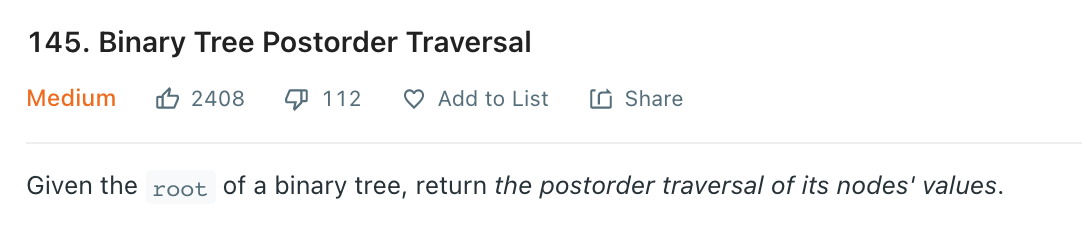 145. Binary Tree Postorder Traversal
Medium 2408 112 Add to List Share
Given the root of a binary tree, return the postorder traversal of its nodes' values.